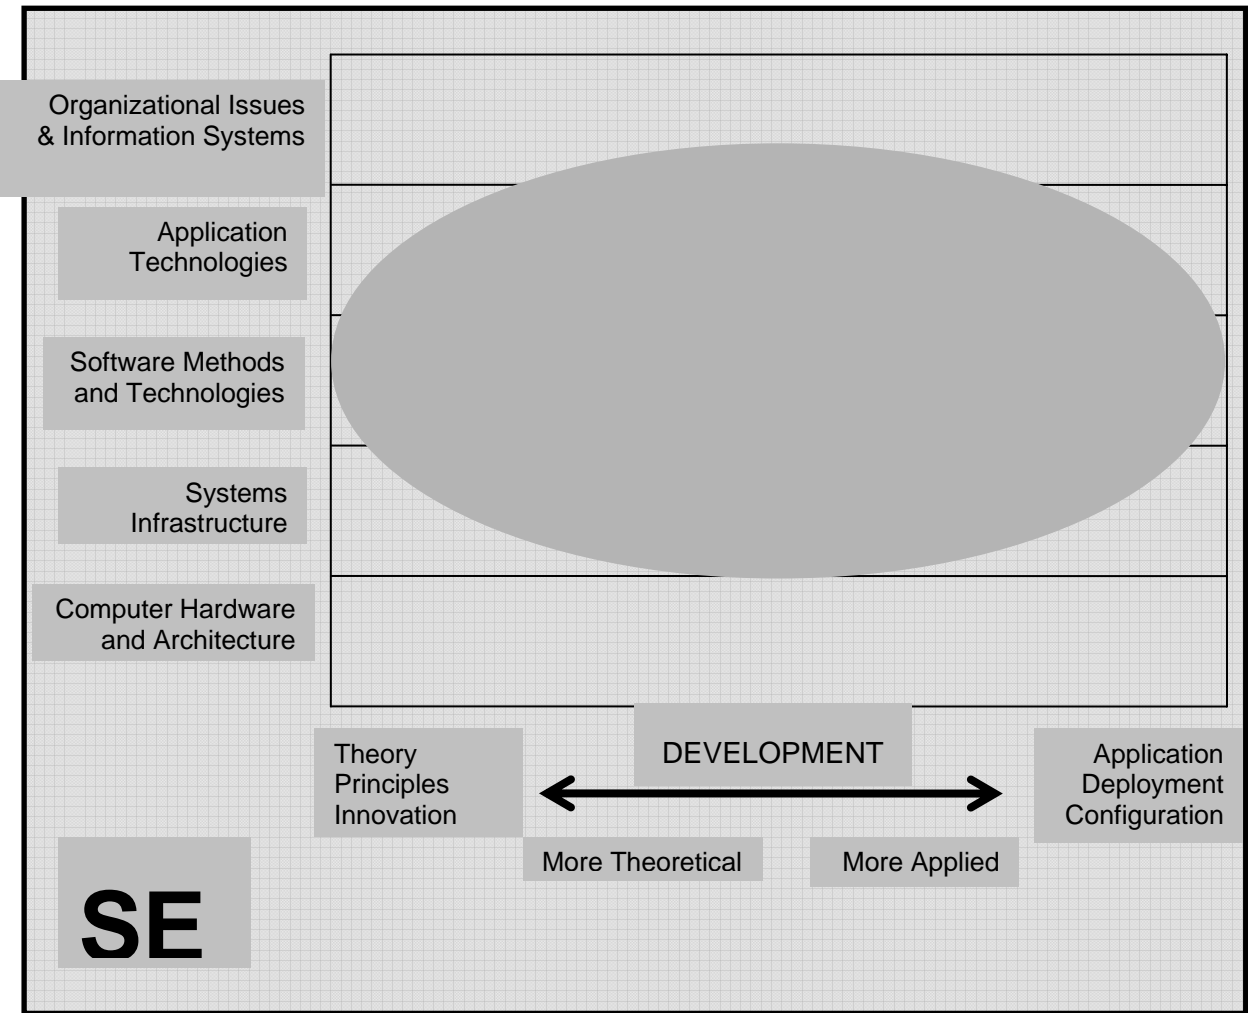 Organizational Issues
& Information Systems
Application
Technologies
Software Methods
and Technologies
Systems
Infrastructure
Computer Hardware
and Architecture
Theory
Principles
Innovation
DEVELOPMENT
Application
Deployment
Configuration
More Theoretical
More Applied
SE